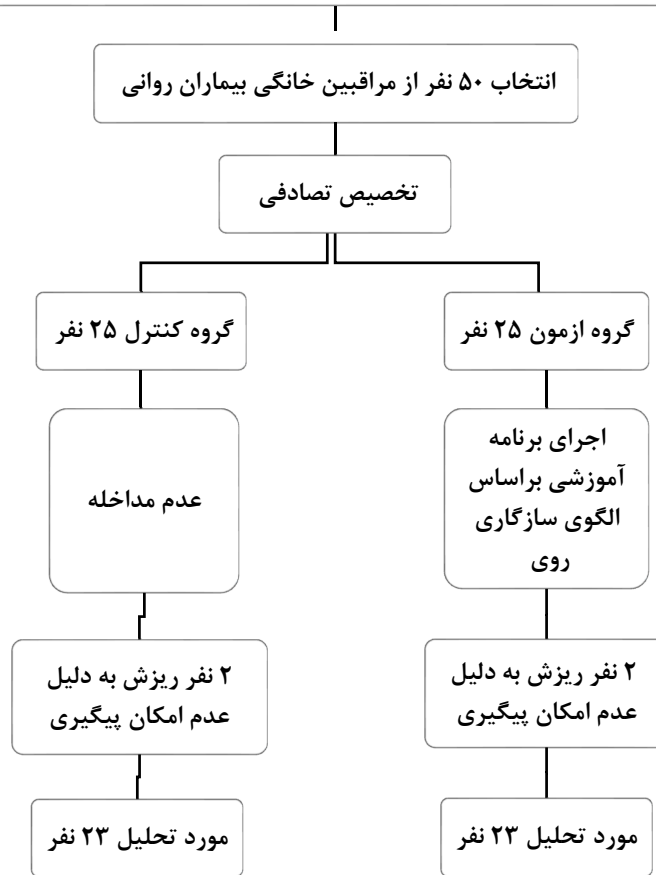 انتخاب ۵۰ نفر از مراقبین خانگی بیماران روانی
تخصیص تصادفی
گروه ازمون ۲۵ نفر
گروه کنترل ۲۵ نفر
اجرای برنامه
آموزشی براساس
الگوی سازگاری
روی
عدم مداخله
۲ نفر ریزش به دلیل
عدم امکان پیگیری
۲ نفر ریزش به دلیل
عدم امکان پیگیری
مورد تحلیل ۲۳ نفر
مورد تحلیل ۲۳ نفر